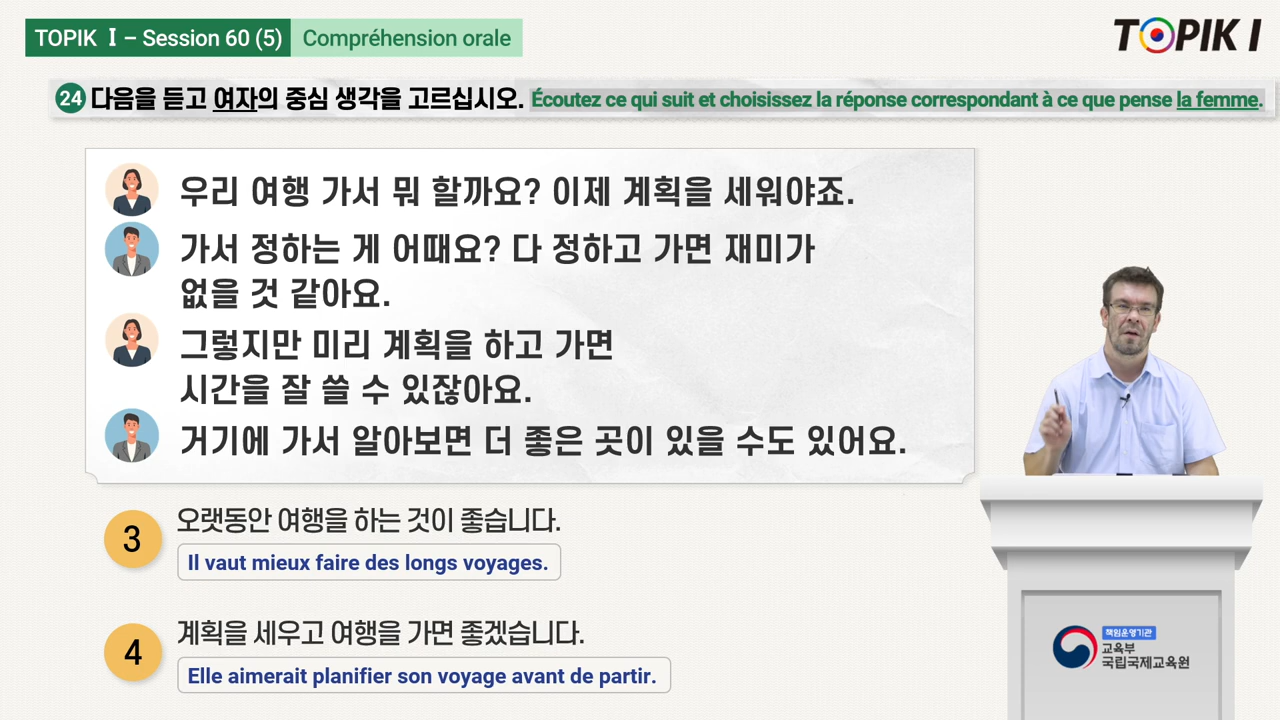 TOPIK Ⅰ – Session 60 (5) Compréhension orale
TOPIK I
24 다음을 듣고 여자의 중심 생각을 고르십시오. Écoutez ce qui suit et choisissez la réponse correspondant à ce que pense la femme.
우리 여행 가서 뭐 할까요? 이제 계획을 세워야죠.
가서 정하는 게 어때요? 다 정하고 가면 재미가
없을 것 같아요.
그렇지만 미리 계획을 하고 가면
시간을 잘 쓸 수 있잖아요.
거기에 가서 알아보면 더 좋은 곳이 있을 수도 있어요.
3 오랫동안 여행을 하는 것이 좋습니다.
Il vaut mieux faire des longs voyages.
4 계획을 세우고 여행을 가면 좋겠습니다.
Elle aimerait planifier son voyage avant de partir.
책임운영기관
교육부
국립국제교육원